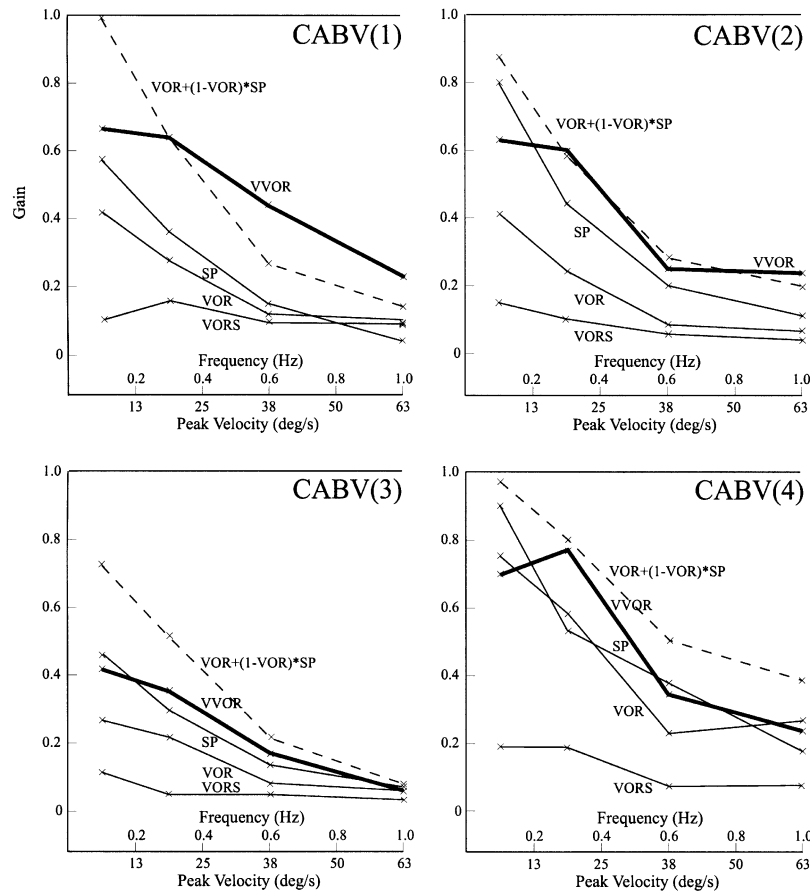 1.0
CABV(1)
0.8
VOR+(1-VOR)*SP
0.6
Gain
VVOR
0.4
SP
0.2
VOR
VORS
0
Frequency (Hz)
0.2 0.4 0.6 1.0
13 25 38 50 63
Peak Velocity (deg/s)
1.0
CABV(2)
0.8
VOR+(1-VOR)*SP
0.6
0.4
SP
VVOR
0.2
VOR
VORS
0
Frequency (Hz)
0.2 0.4 0.6 0.8 1.0
13 25 38 50 63
Peak Velocity (deg/s)
1.0
CABV(3)
0.8
0.6
VOR+(1-VOR)*SP
0.4
VVOR
SP
0.2
VOR
VORS
0
Frequency (Hz)
0.2 0.4 0.6 0.8 1.0
13 25 38 50 63
Peak Velocity (deg/s)
1.0
CABV(4)
0.8
VOR+(1-VOR)*SP
0.6
VVOR
SP
0.4
VOR
0.2
VORS
0
Frequency (Hz)
0.2 0.4 0.6 0.8 1.0
13 25 38 50 63
Peak Velocity (deg/s)